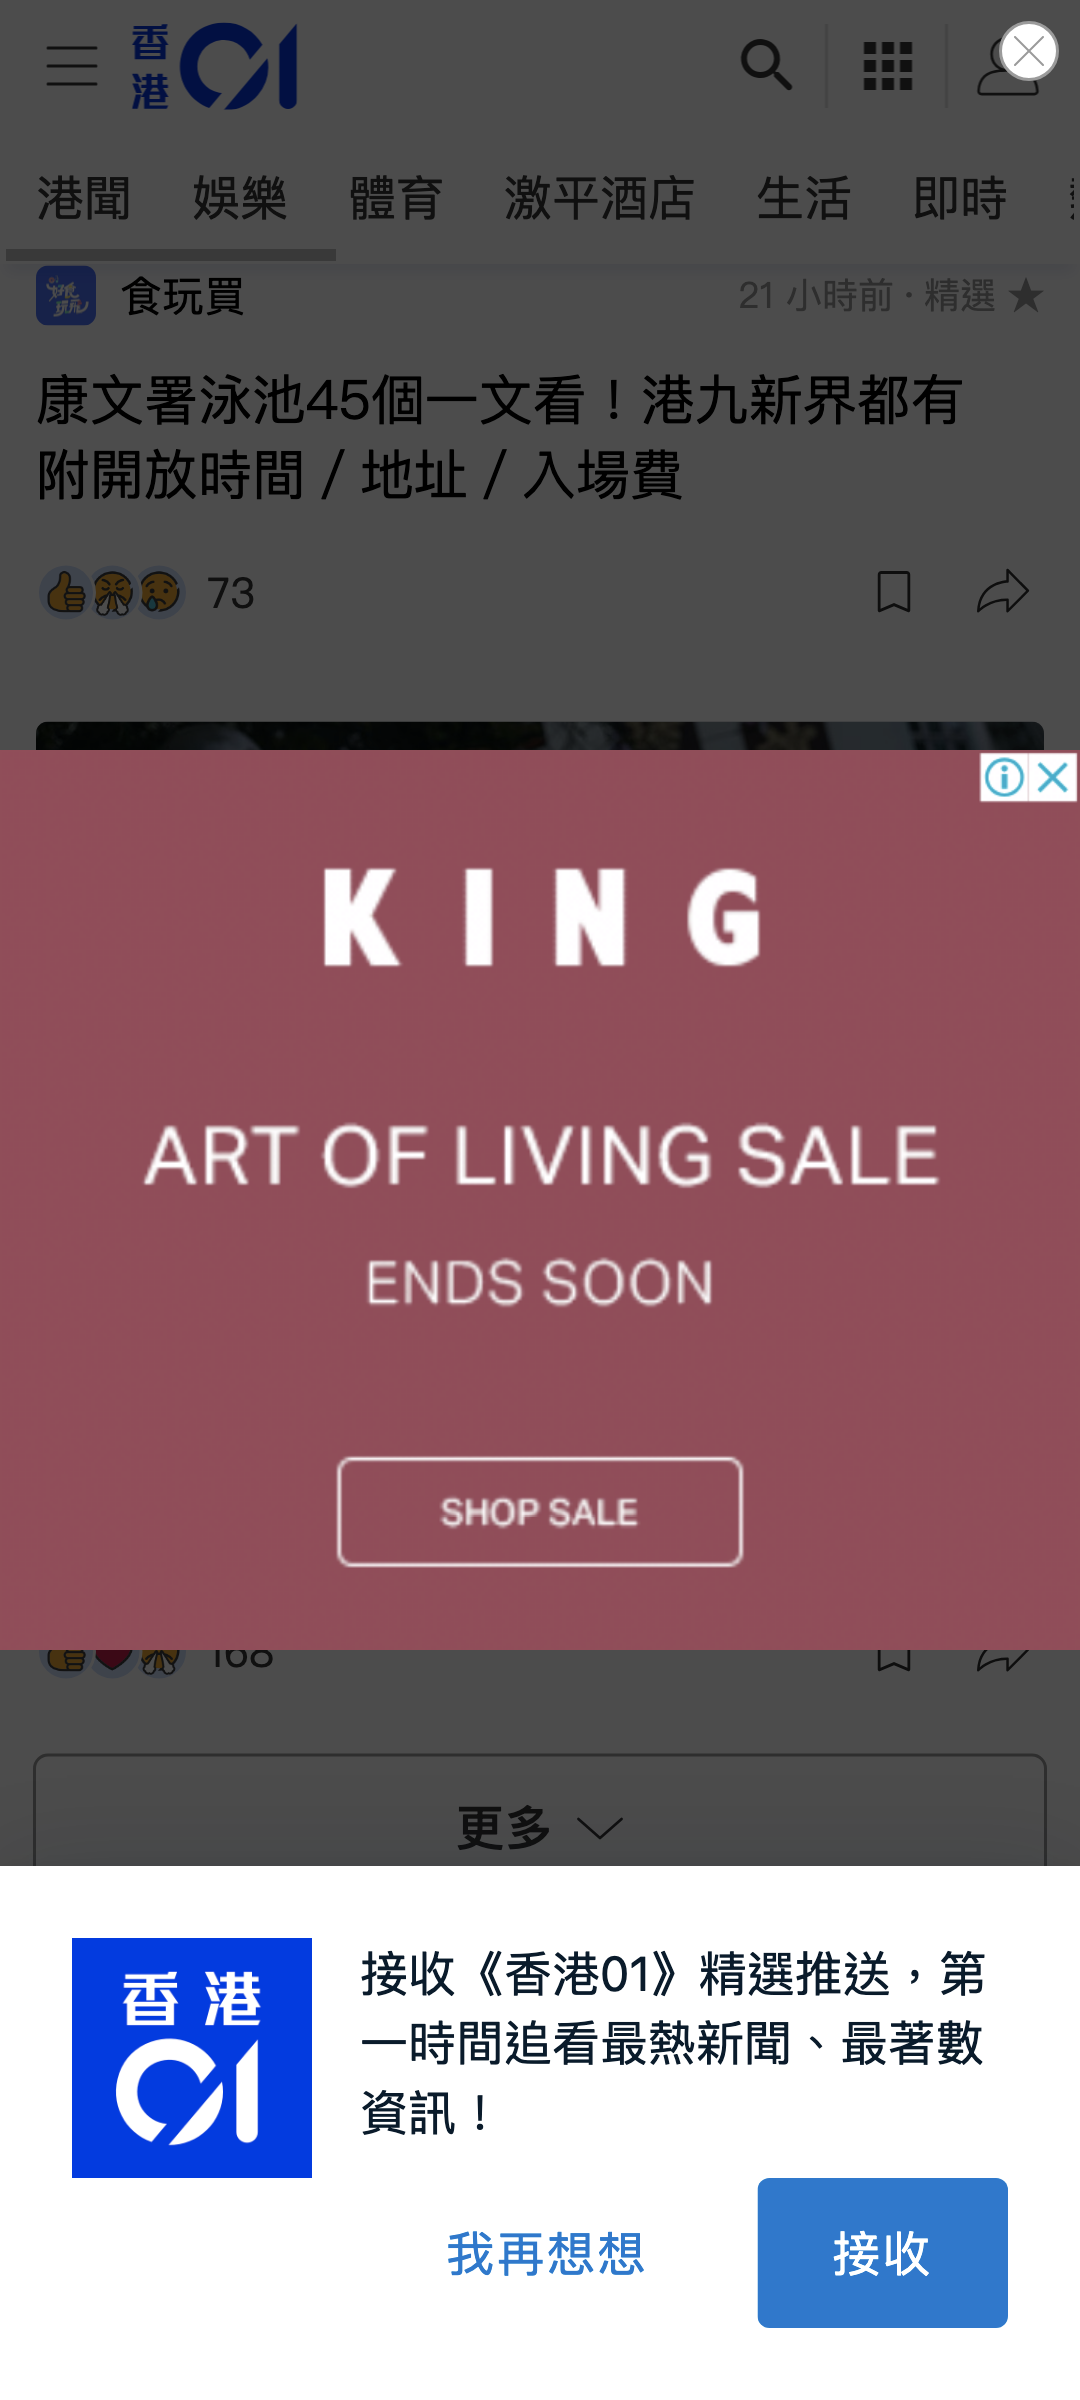 香港01
港聞 娛樂 體育 激平酒店 生活 即時
食玩買 21 小時前 · 精選 ★
康文署泳池45個一文看！港九新界都有
附開放時間 / 地址 / 入場費
73
KING
ART OF LIVING SALE
ENDS SOON
SHOP SALE
168
更多
香港
01
接收《香港01》精選推送，第
一時間追看最熱新聞、最著數
資訊！
我再想想 接收